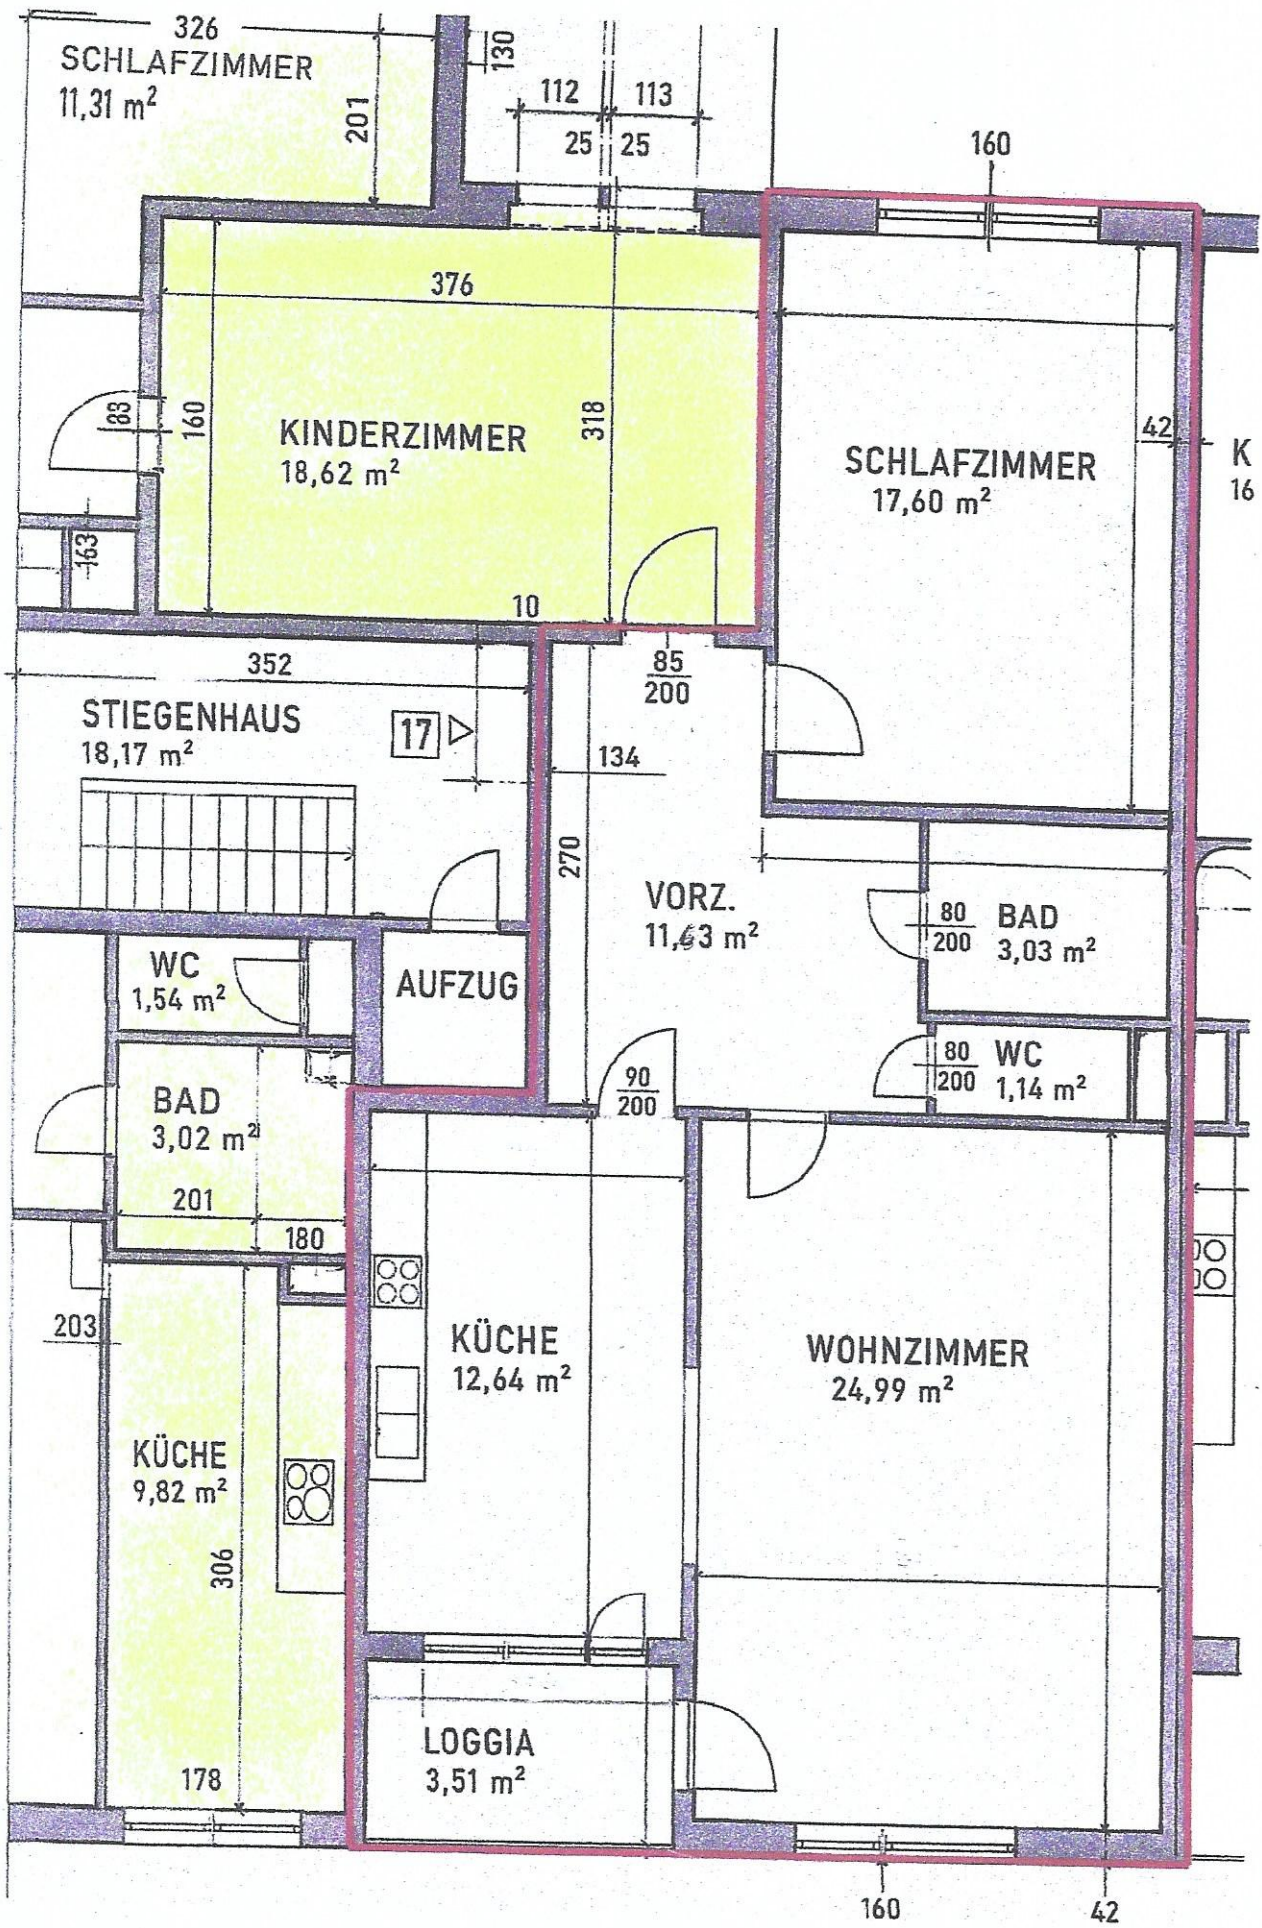 326
SCHLAFZIMMER
11,31 m²
201
130
112
113
25
25
160
376
KINDERZIMMER
18,62 m²
160
318
83
163
10
SCHLAFZIMMER
17,60 m²
42
K
16
352
STIEGENHAUS
18,17 m²
17
85
200
134
270
VORZ.
11,63 m²
80
200
BAD
3,03 m²
WC
1,54 m²
AUFZUG
80
200
WC
1,14 m²
90
200
BAD
3,02 m²
201
180
203
KÜCHE
12,64 m²
WOHNZIMMER
24,99 m²
KÜCHE
9,82 m²
306
178
LOGGIA
3,51 m²
160
42